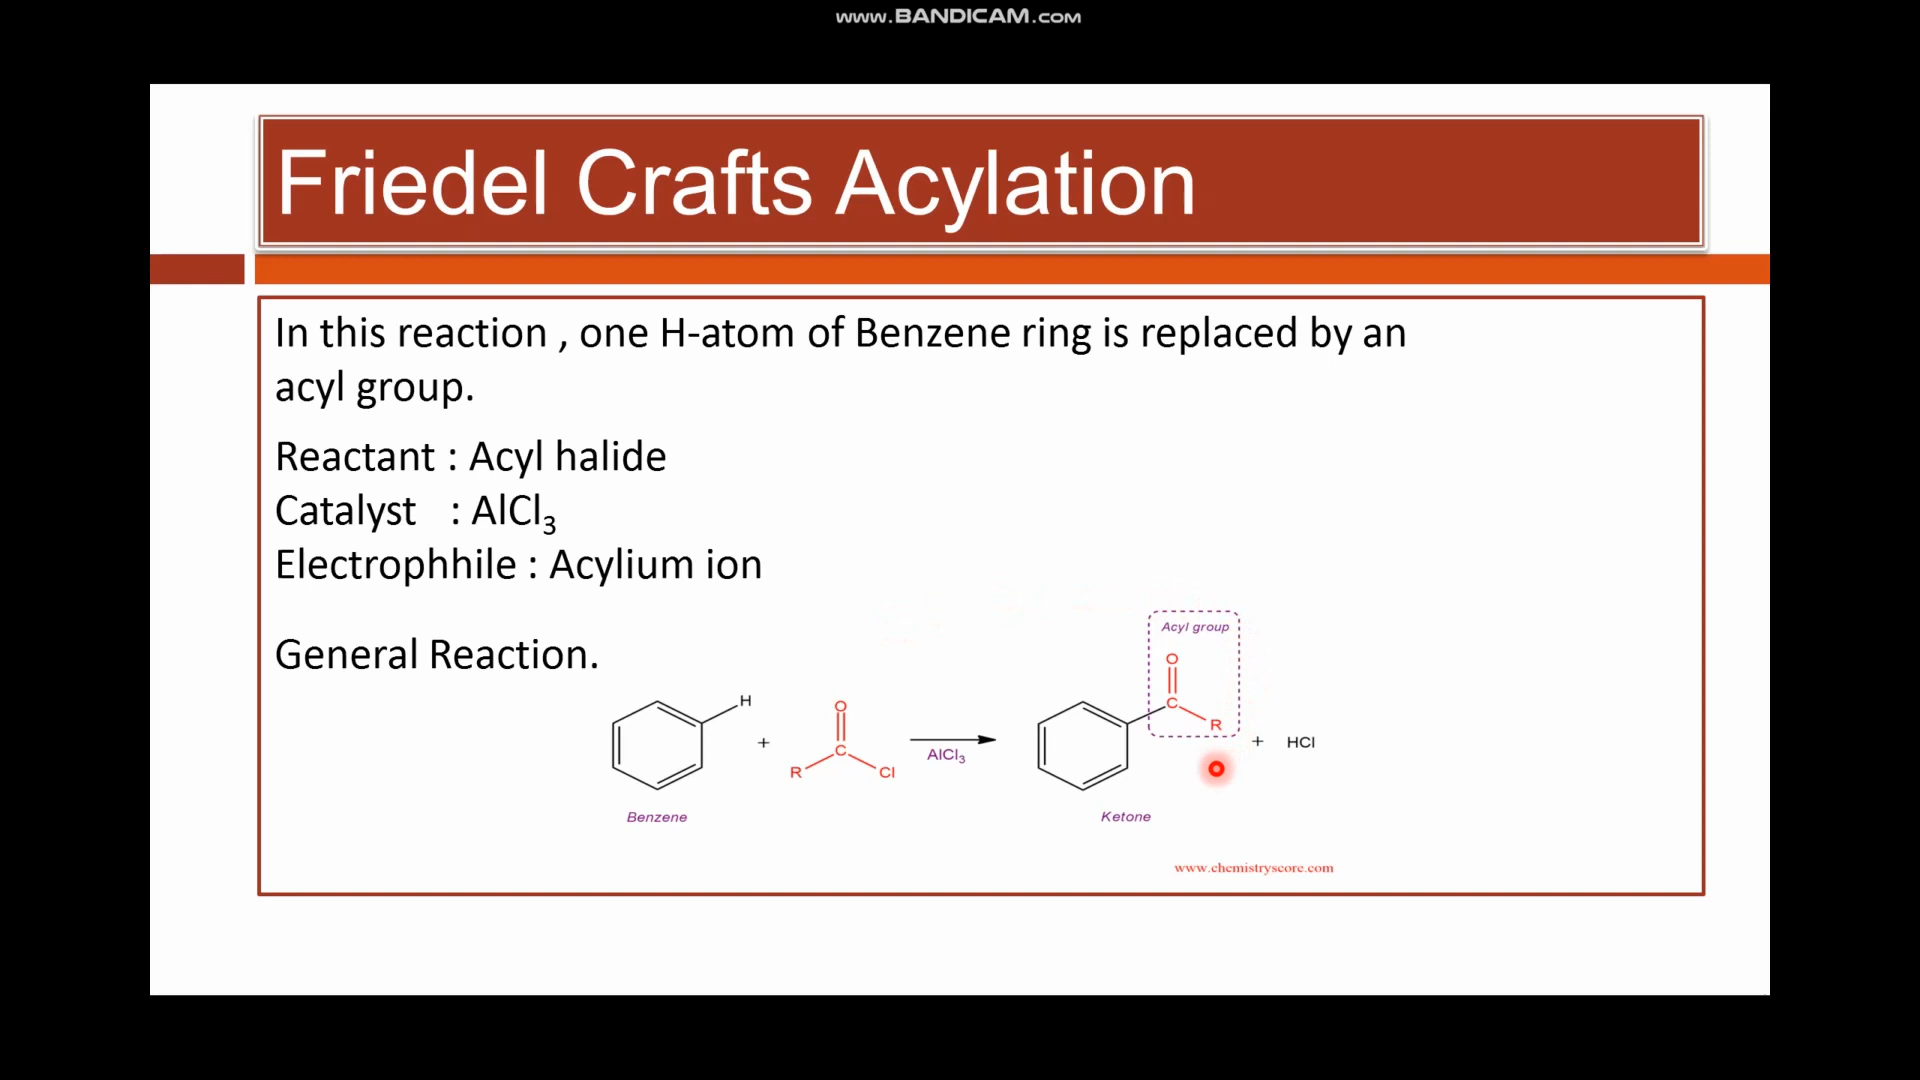 www.BANDICAM.com
Friedel Crafts Acylation
In this reaction , one H-atom of Benzene ring is replaced by an
acyl group.
Reactant : Acyl halide
Catalyst : AlCl3
Electrophhile : Acylium ion
General Reaction.
Acyl group
O
C
R
H
+
O
C
R
Cl
AlCl3
+
HCl
Benzene
Ketone
www.chemistryscore.com